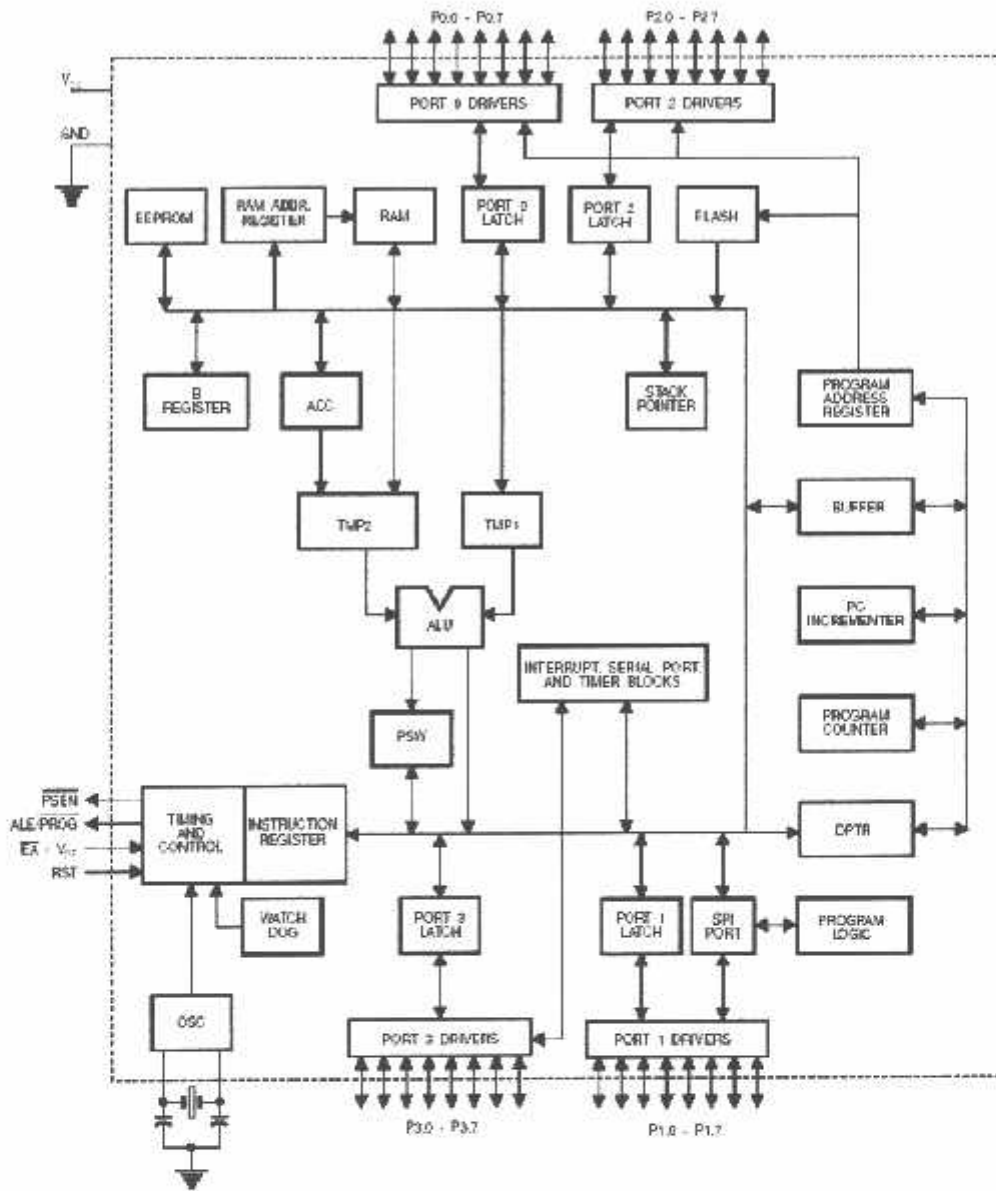 P0.0 - P0.7
P2.0 - P2.7
V
GND
PORT 0 DRIVERS
PORT 2 DRIVERS
EEPROM
RAM ADDR.
REGISTER
RAM
PORT 0
LATCH
PORT 2
LATCH
FLASH
B
REGISTER
ACC
STACK
POINTER
PROGRAM
ADDRESS
REGISTER
TMP2
TMP1
BUFFER
ALU
PC
INCREMENTER
INTERRUPT, SERIAL PORT,
AND TIMER BLOCKS
PSW
PROGRAM
COUNTER
PSEN
ALE/PROG
EA / V
RST
TIMING
AND
CONTROL
INSTRUCTION
REGISTER
DPTR
WATCH
DOG
PORT 3
LATCH
PORT 1
LATCH
SPI
PORT
PROGRAM
LOGIC
OSC
PORT 3 DRIVERS
PORT 1 DRIVERS
P3.0 - P3.7
P1.0 - P1.7